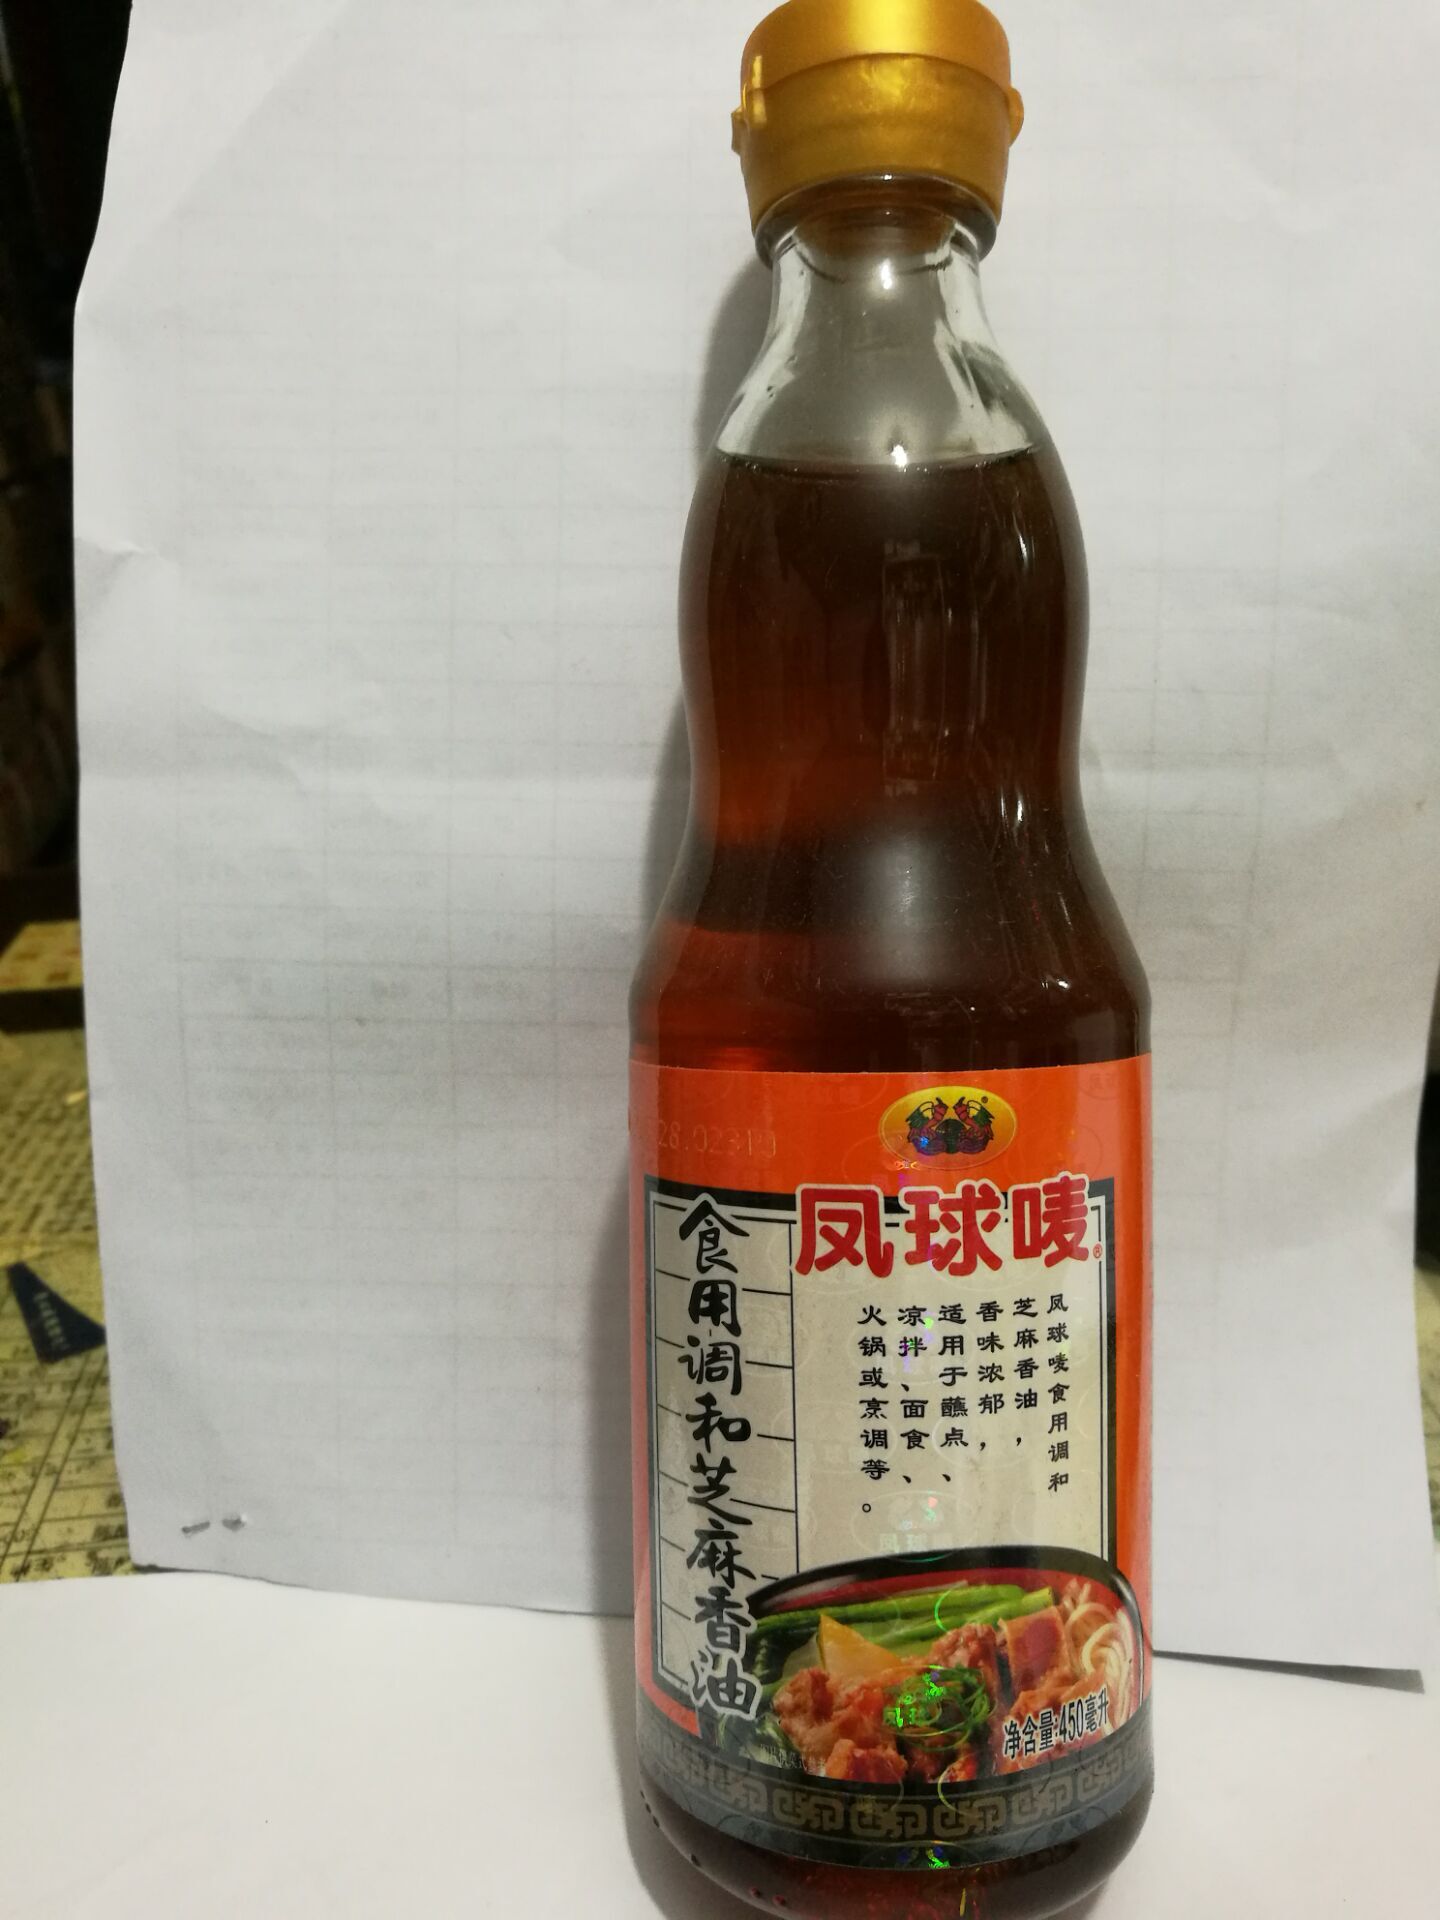 28.023PJ
凤球唛
食用调和芝麻香油
凤球唛食用调和
芝麻香油，
香味浓郁，
适用于蘸点、
凉拌、面食、
火锅或烹调等。
净含量:450毫升